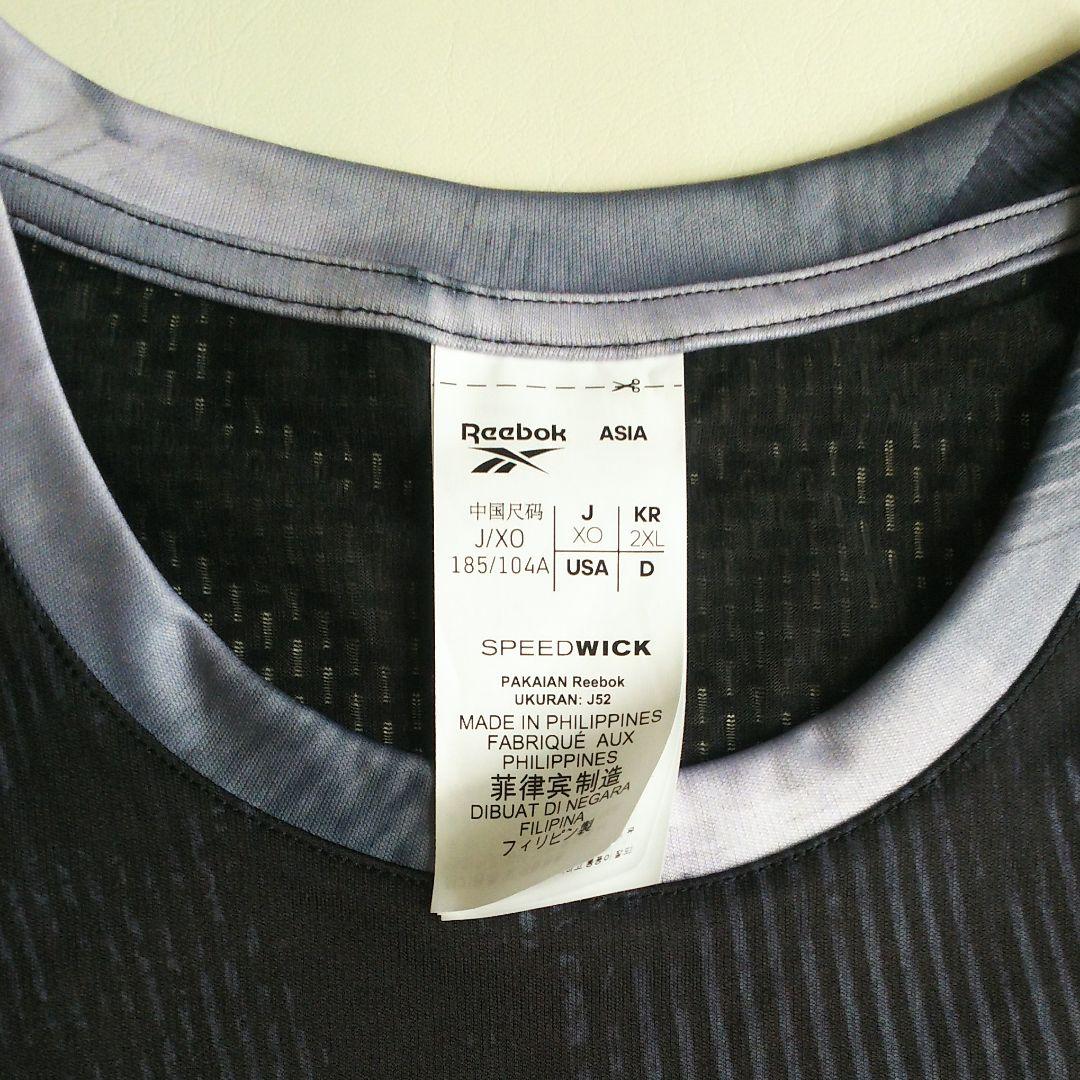 Reebok ASIA
中国尺码 J KR
J/XO XO 2XL
185/104A USA D
SPEEDWICK
PAKAIAN Reebok
UKURAN: J52
MADE IN PHILIPPINES
FABRIQUÉ AUX
PHILIPPINES
菲律宾制造
DIBUAT DI NEGARA
FILIPINA
フィリピン製